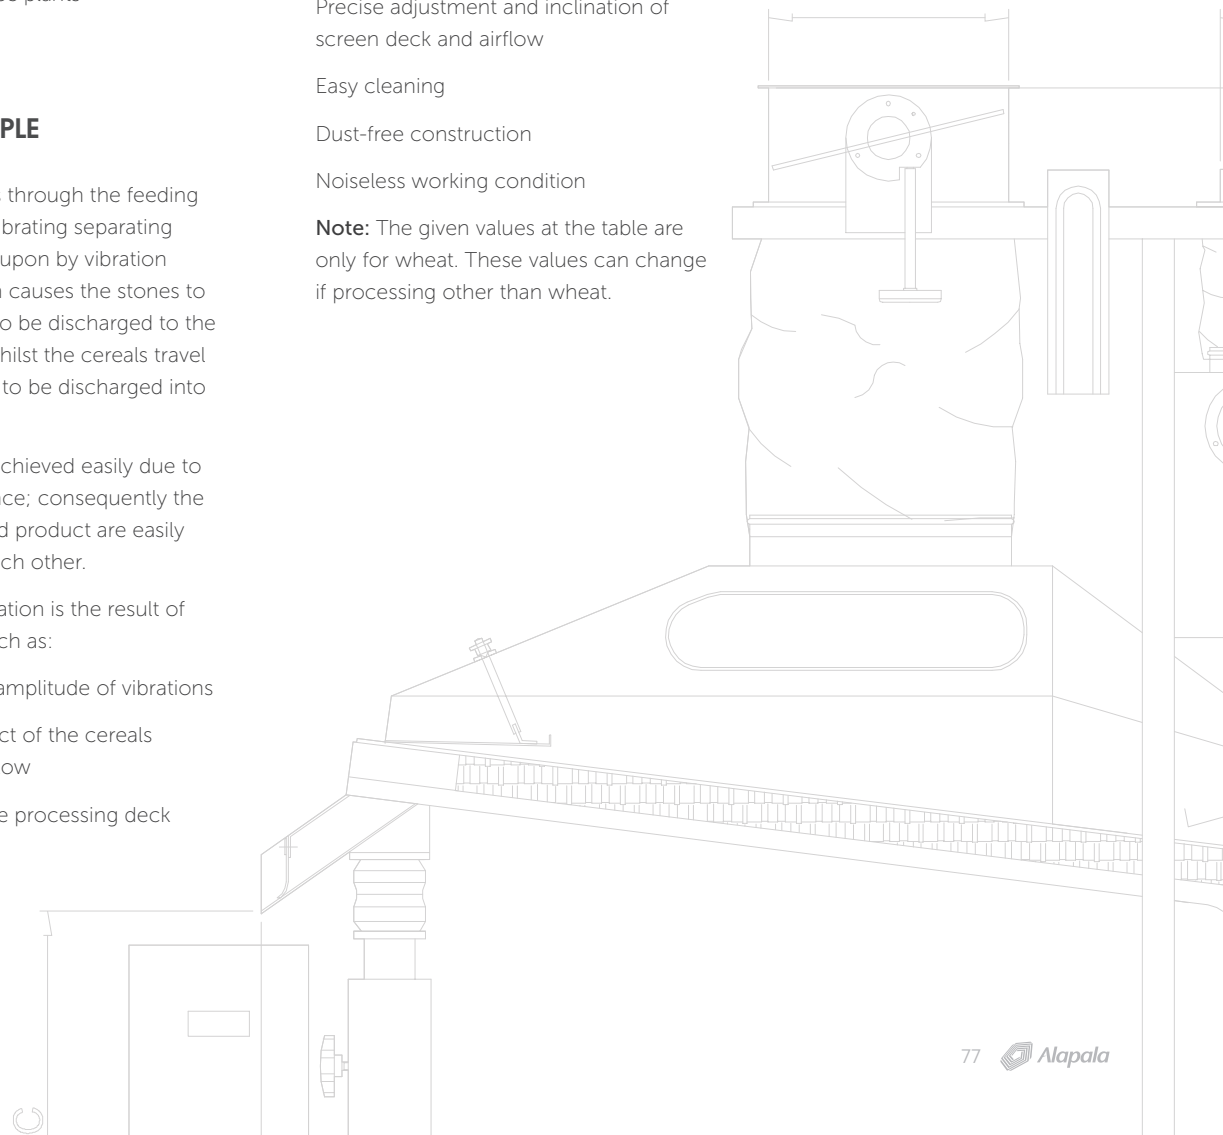 PLE
through the feeding
brating separating
upon by vibration
causes the stones to
o be discharged to the
hilst the cereals travel
to be discharged into
chieved easily due to
ce; consequently the
d product are easily
ch other.
ation is the result of
ch as:
amplitude of vibrations
ct of the cereals
ow
e processing deck
Precise adjustment and inclination of
screen deck and airflow
Easy cleaning
Dust-free construction
Noiseless working condition
Note: The given values at the table are
only for wheat. These values can change
if processing other than wheat.
C
77 Alapala